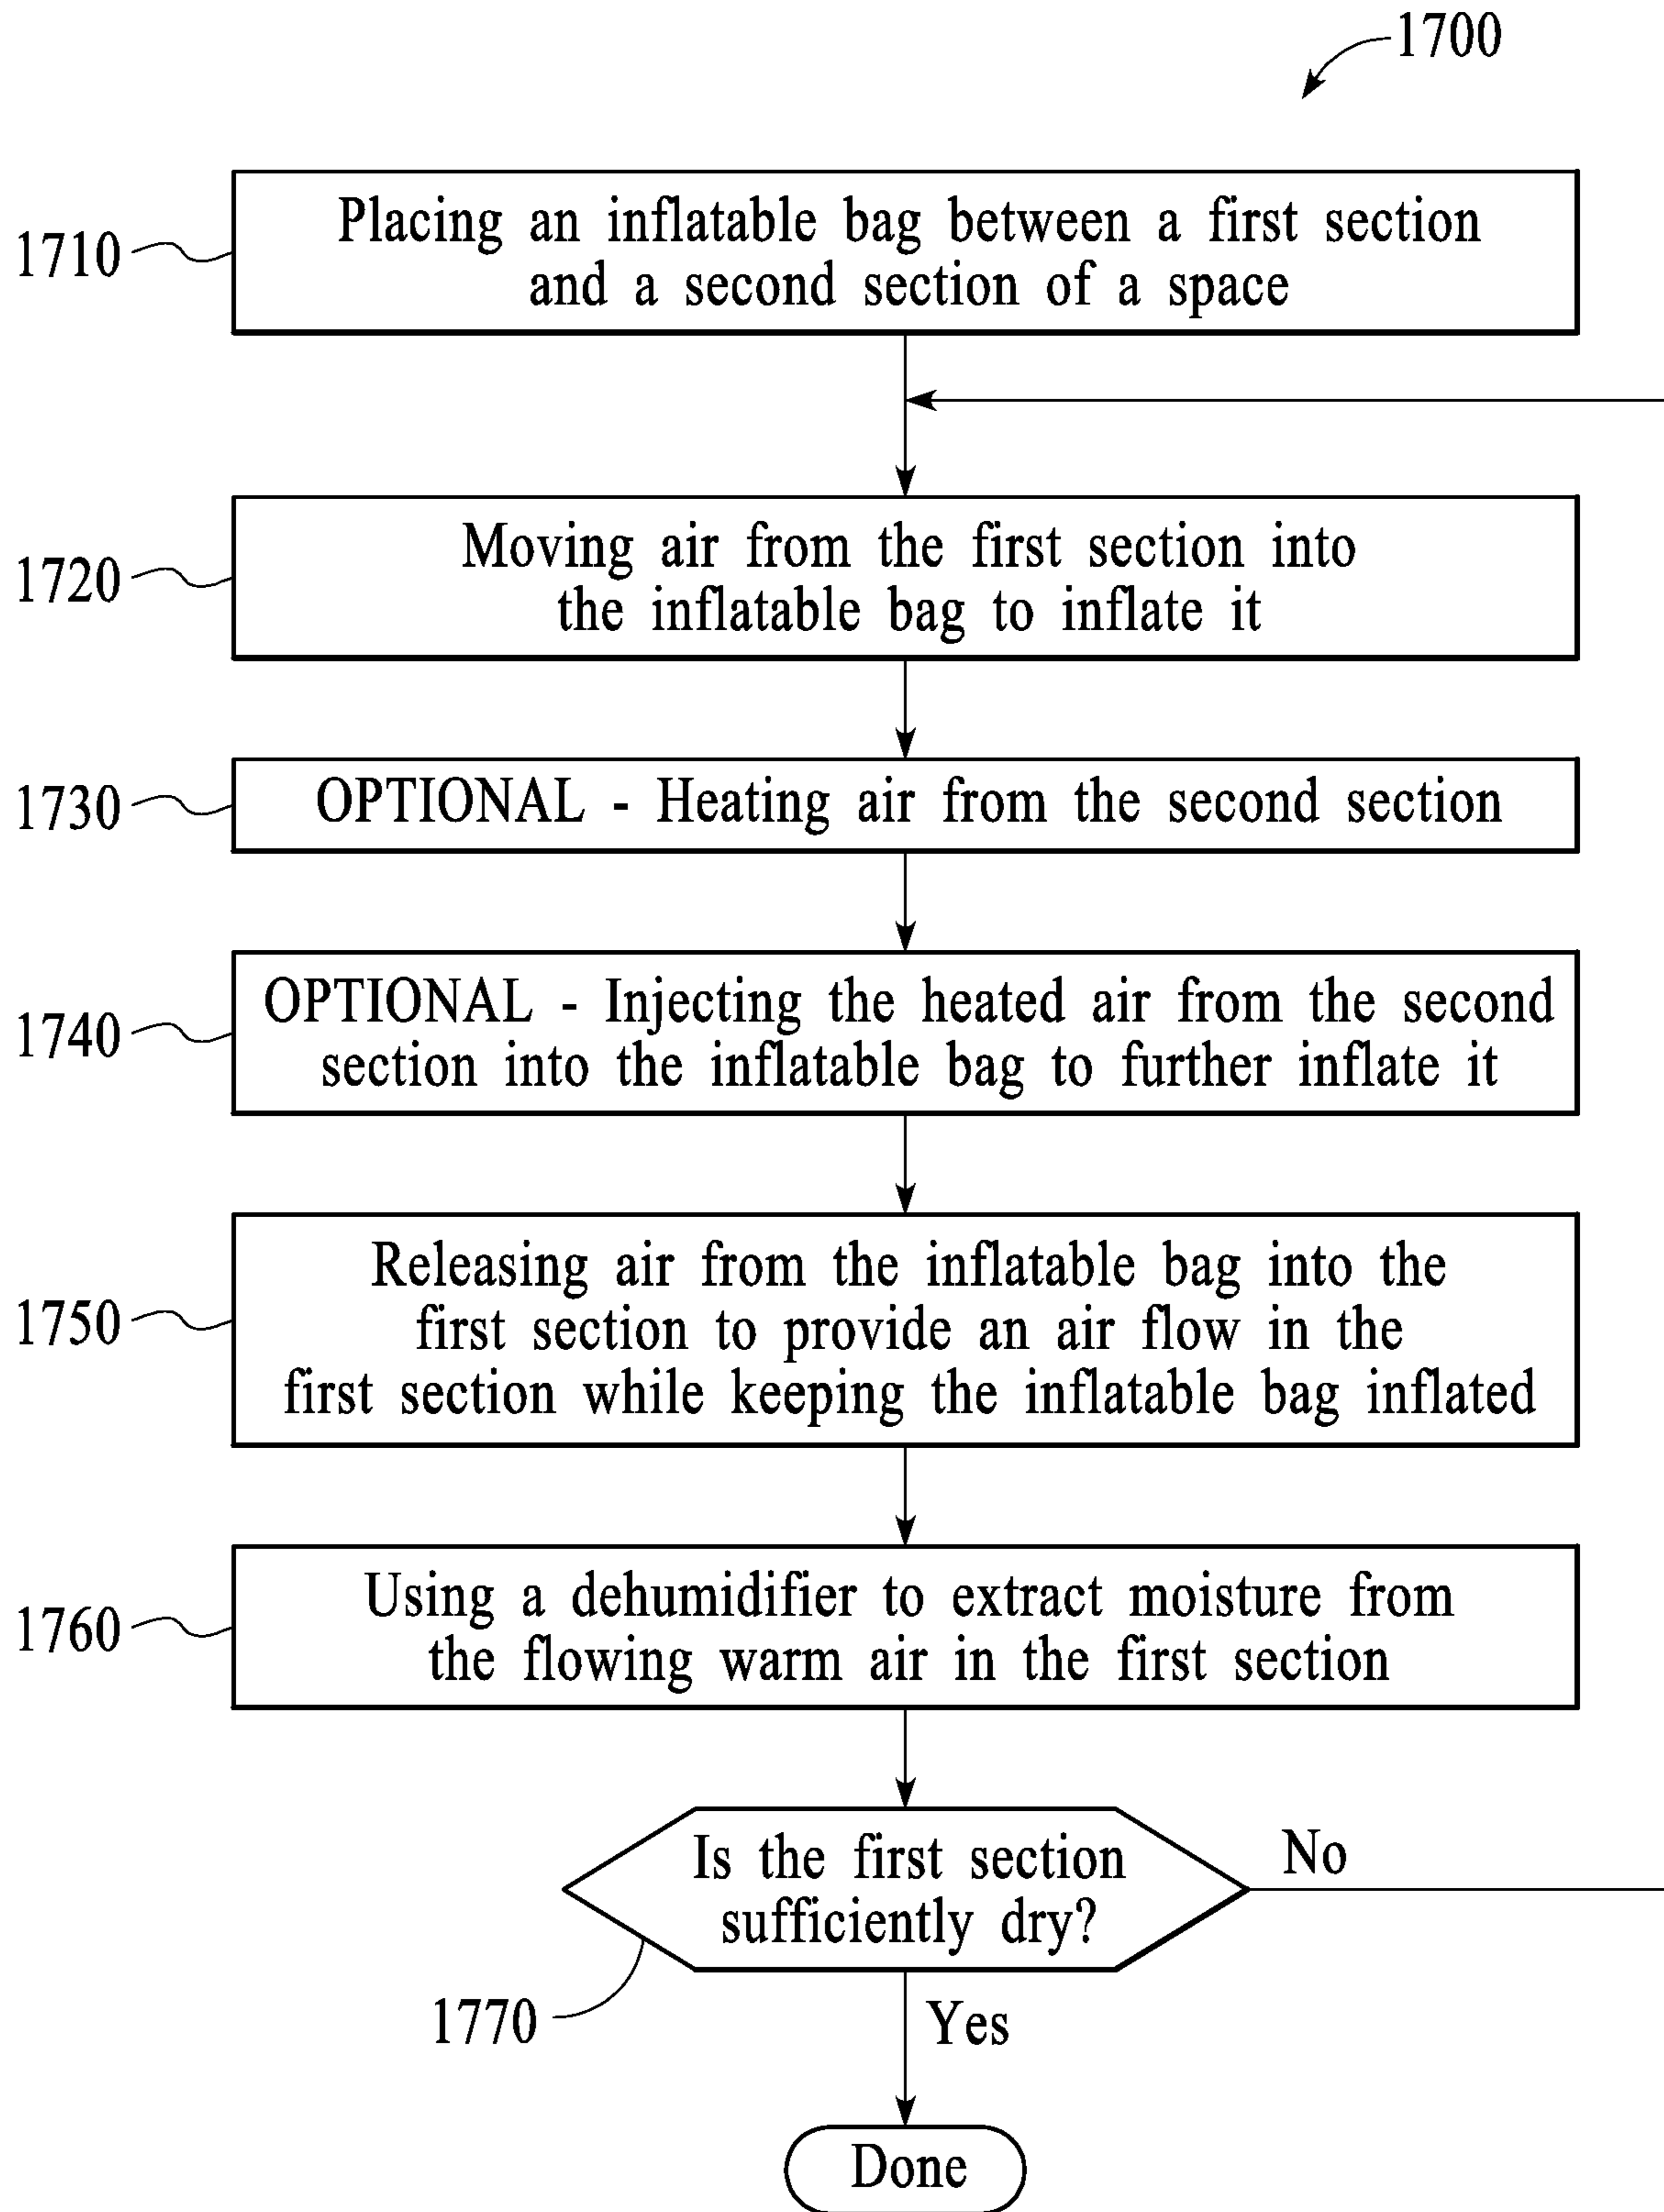 1700
1710
Placing an inflatable bag between a first section
and a second section of a space
1720
Moving air from the first section into
the inflatable bag to inflate it
1730
OPTIONAL - Heating air from the second section
1740
OPTIONAL - Injecting the heated air from the second
section into the inflatable bag to further inflate it
1750
Releasing air from the inflatable bag into the
first section to provide an air flow in the
first section while keeping the inflatable bag inflated
1760
Using a dehumidifier to extract moisture from
the flowing warm air in the first section
Is the first section
sufficiently dry?
No
1770
Yes
Done